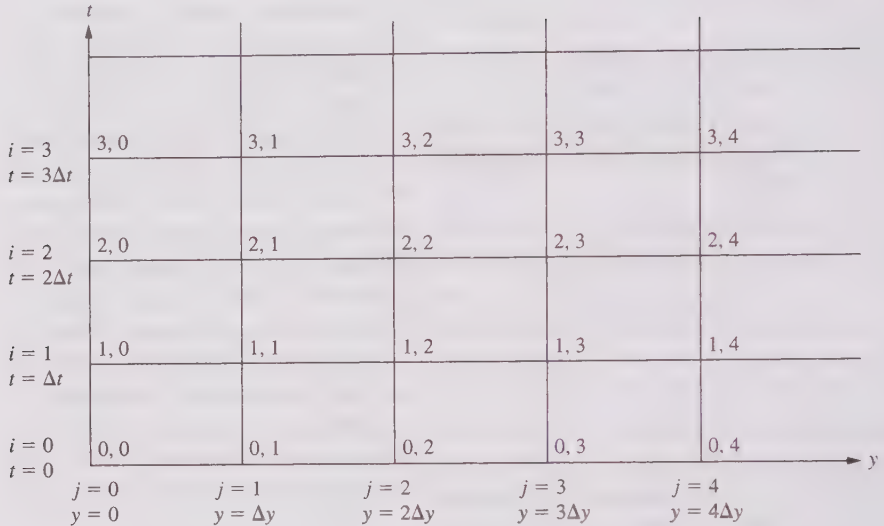 t
i = 3
t = 3Δt
3, 0 3, 1 3, 2 3, 3 3, 4
i = 2
t = 2Δt
2, 0 2, 1 2, 2 2, 3 2, 4
i = 1
t = Δt
1, 0 1, 1 1, 2 1, 3 1, 4
i = 0
t = 0
0, 0 0, 1 0, 2 0, 3 0, 4
y
j = 0 j = 1 j = 2 j = 3 j = 4
y = 0 y = Δy y = 2Δy y = 3Δy y = 4Δy